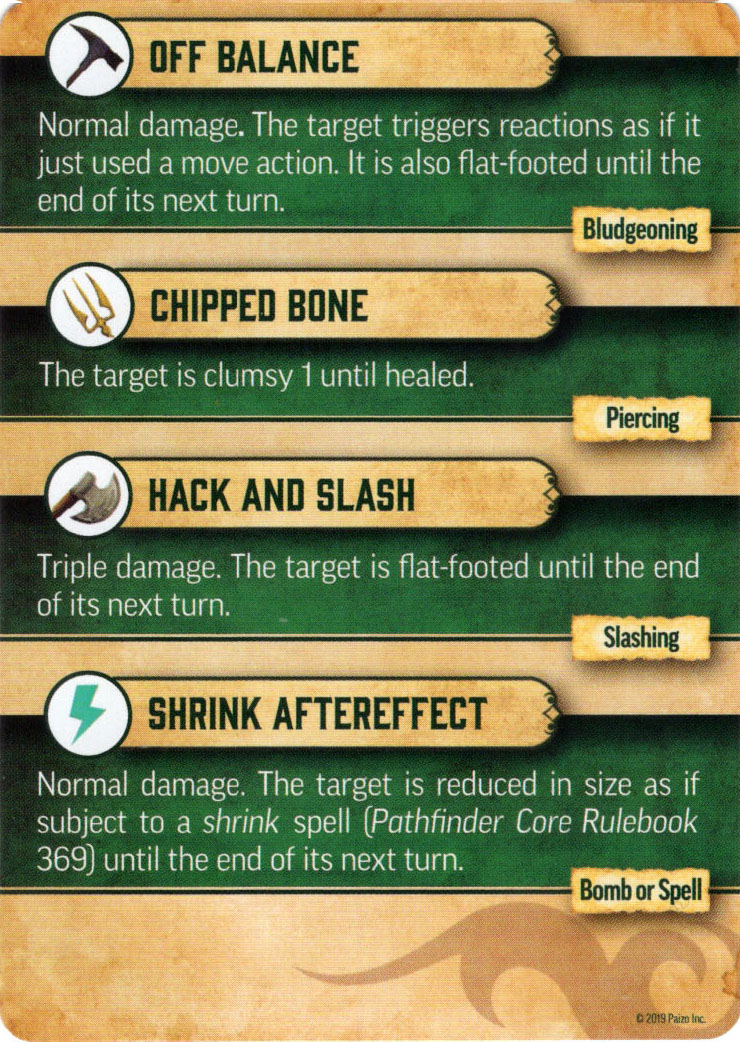 OFF BALANCE
Normal damage. The target triggers reactions as if it
just used a move action. It is also flat-footed until the
end of its next turn.
Bludgeoning
CHIPPED BONE
The target is clumsy 1 until healed.
Piercing
HACK AND SLASH
Triple damage. The target is flat-footed until the end
of its next turn.
Slashing
SHRINK AFTEREFFECT
Normal damage. The target is reduced in size as if
subject to a shrink spell (Pathfinder Core Rulebook
369) until the end of its next turn.
Bomb or Spell
© 2019 Paizo Inc.